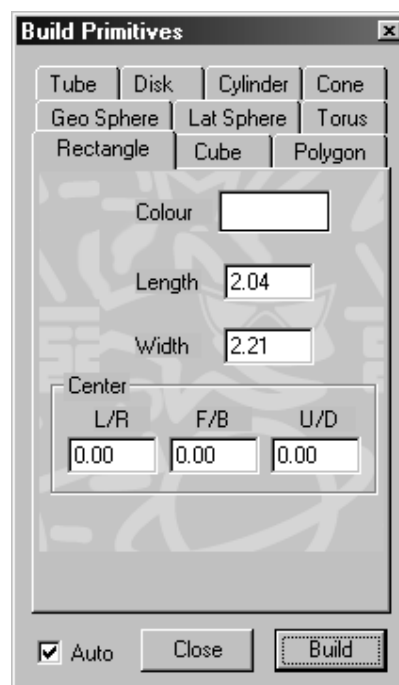 Build Primitives
Tube Disk Cylinder Cone
Geo Sphere Lat Sphere Torus
Rectangle Cube Polygon
Colour
Length 2.04
Width 2.21
Center
L/R F/B U/D
0.00 0.00 0.00
Auto Close Build